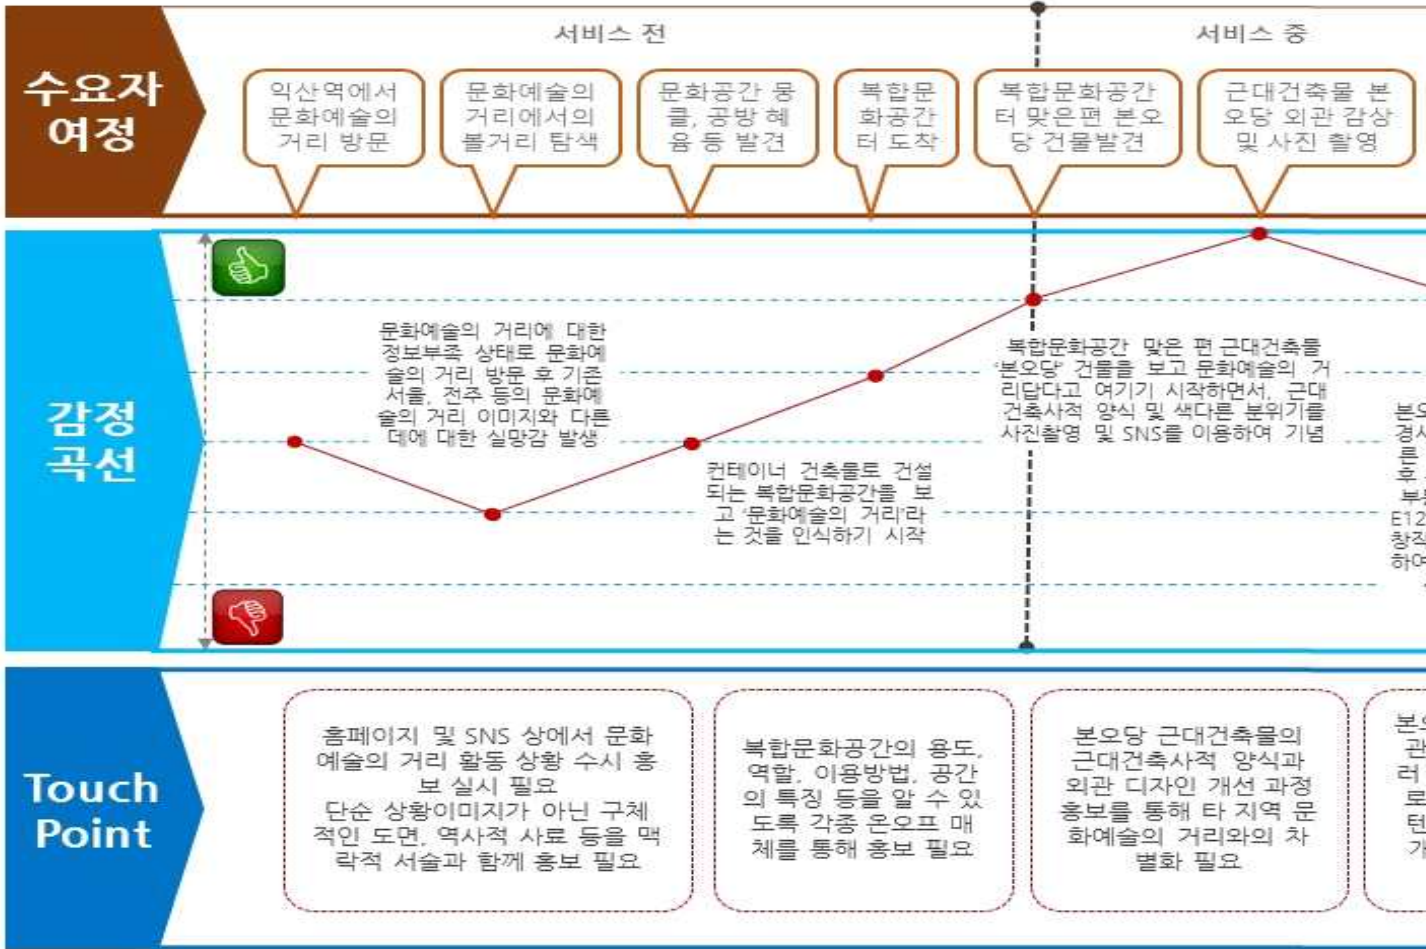 수요자
여정
서비스 전
서비스 중
익산역에서
문화예술의
거리 방문
문화예술의
거리에서의
볼거리 탐색
문화공간 몽
클, 공방 혜
윰 등 발견
복합문
화공간
터 도착
복합문화공간
터 맞은편 본오
당 건물발견
근대건축물 본
오당 외관 감상
및 사진 촬영
감정
곡선
문화예술의 거리에 대한
정보부족 상태로 문화예
술의 거리 방문 후 기존
서울, 전주 등의 문화예
술의 거리 이미지와 다른
데에 대한 실망감 발생
컨테이너 건축물로 건설
되는 복합문화공간을 보
고 '문화예술의 거리'라
는 것을 인식하기 시작
복합문화공간 맞은 편 근대건축물
'본오당' 건물을 보고 문화예술의 거
리답다고 여기기 시작하면서, 근대
건축사적 양식 및 색다른 분위기를
사진촬영 및 SNS를 이용하여 기념
본오
경사
른
후
부
E12
창작
하여
Touch
Point
홈페이지 및 SNS 상에서 문화
예술의 거리 활동 상황 수시 홍
보 실시 필요
단순 상황이미지가 아닌 구체
적인 도면, 역사적 사료 등을 맥
락적 서술과 함께 홍보 필요
복합문화공간의 용도,
역할, 이용방법, 공간
의 특징 등을 알 수 있
도록 각종 온오프 매
체를 통해 홍보 필요
본오당 근대건축물의
근대건축사적 양식과
외관 디자인 개선 과정
홍보를 통해 타 지역 문
화예술의 거리와의 차
별화 필요
본오
관
러
로
텐
가